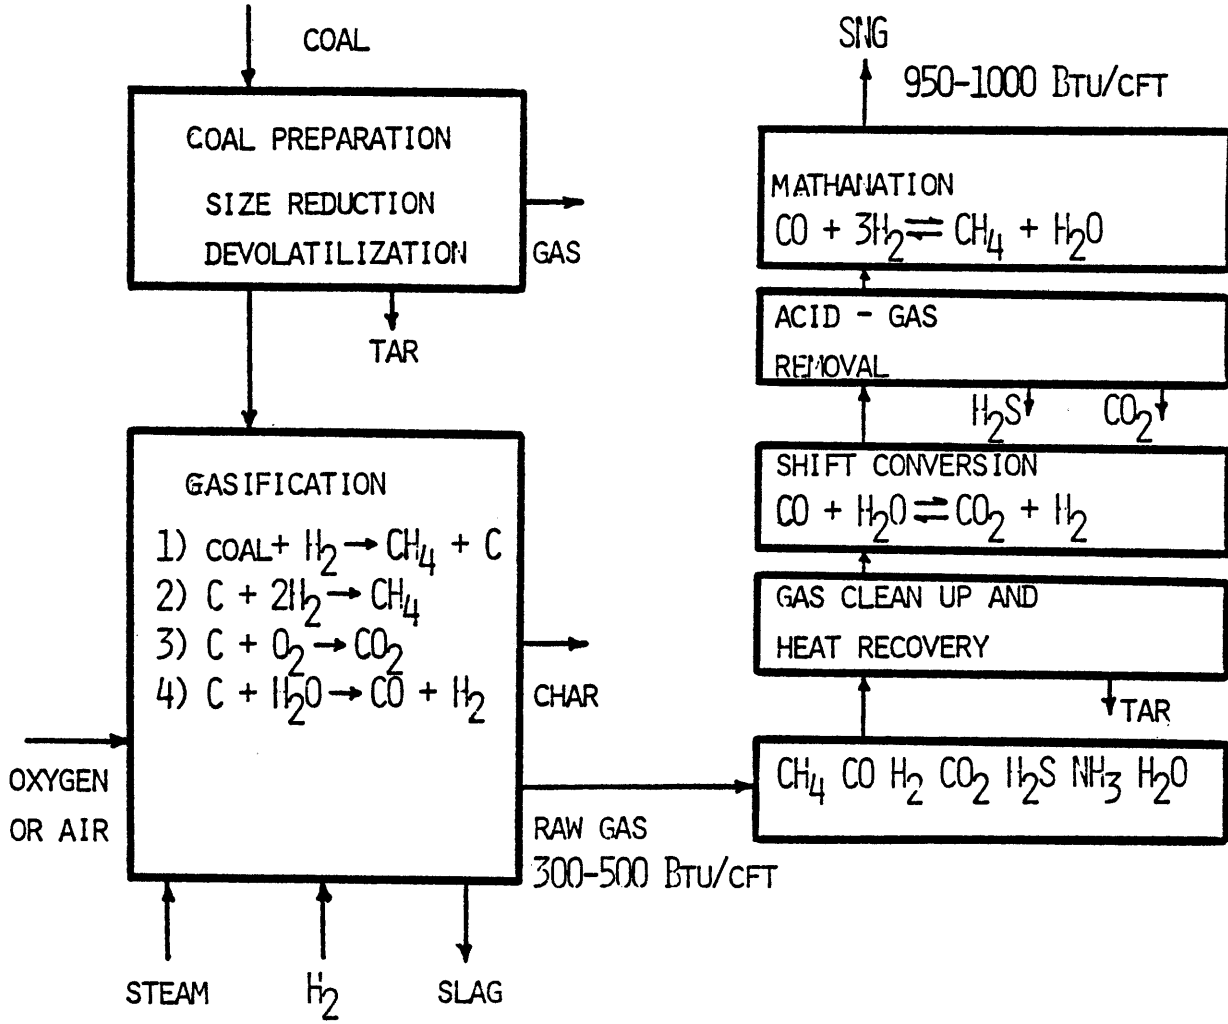 COAL
COAL PREPARATION
SIZE REDUCTION
DEVOLATILIZATION
GAS
TAR
GASIFICATION
1) COAL + H2 → CH4 + C
2) C + 2H2 → CH4
3) C + O2 → CO2
4) C + H2O → CO + H2
CHAR
OXYGEN
OR AIR
RAW GAS
300-500 BTU/CFT
STEAM
H2
SLAG
SNG
950-1000 BTU/CFT
MATHANATION
CO + 3H2 ⇌ CH4 + H2O
ACID - GAS
REMOVAL
H2S
CO2
SHIFT CONVERSION
CO + H2O ⇌ CO2 + H2
GAS CLEAN UP AND
HEAT RECOVERY
TAR
CH4 CO H2 CO2 H2S NH3 H2O